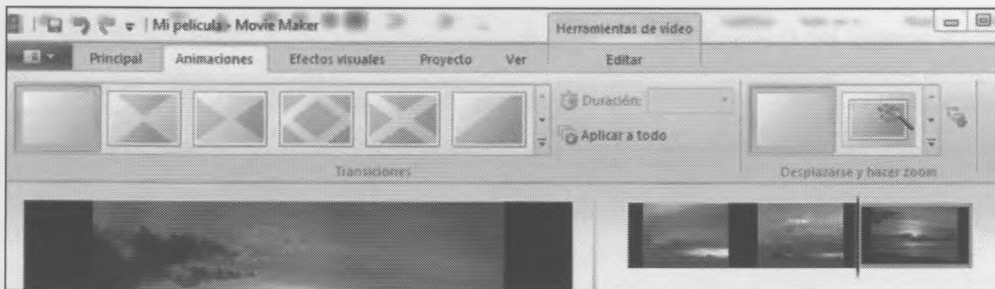 Mi película - Movie Maker
Herramientas de vídeo
Principal Animaciones Efectos visuales Proyecto Ver Editar
Duración:
Aplicar a todo
Transiciones
Desplazarse y hacer zoom